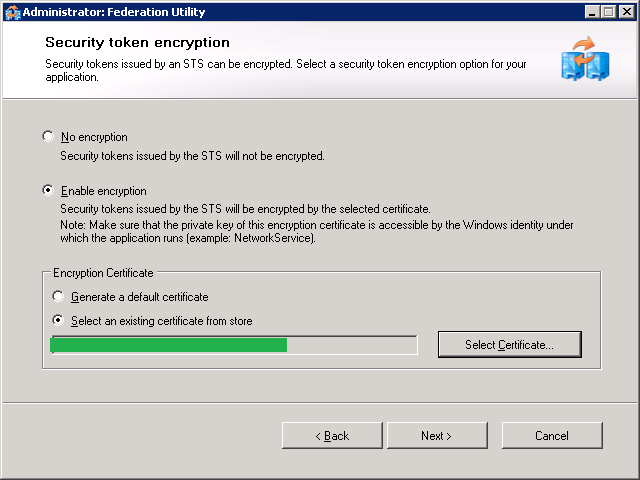 Administrator: Federation Utility
Security token encryption
Security tokens issued by an STS can be encrypted. Select a security token encryption option for your
application.
No encryption
Security tokens issued by the STS will not be encrypted.
Enable encryption
Security tokens issued by the STS will be encrypted by the selected certificate.
Note: Make sure that the private key of this encryption certificate is accessible by the Windows identity under
which the application runs (example: NetworkService).
Encryption Certificate
Generate a default certificate
Select an existing certificate from store
Select Certificate...
< Back
Next >
Cancel